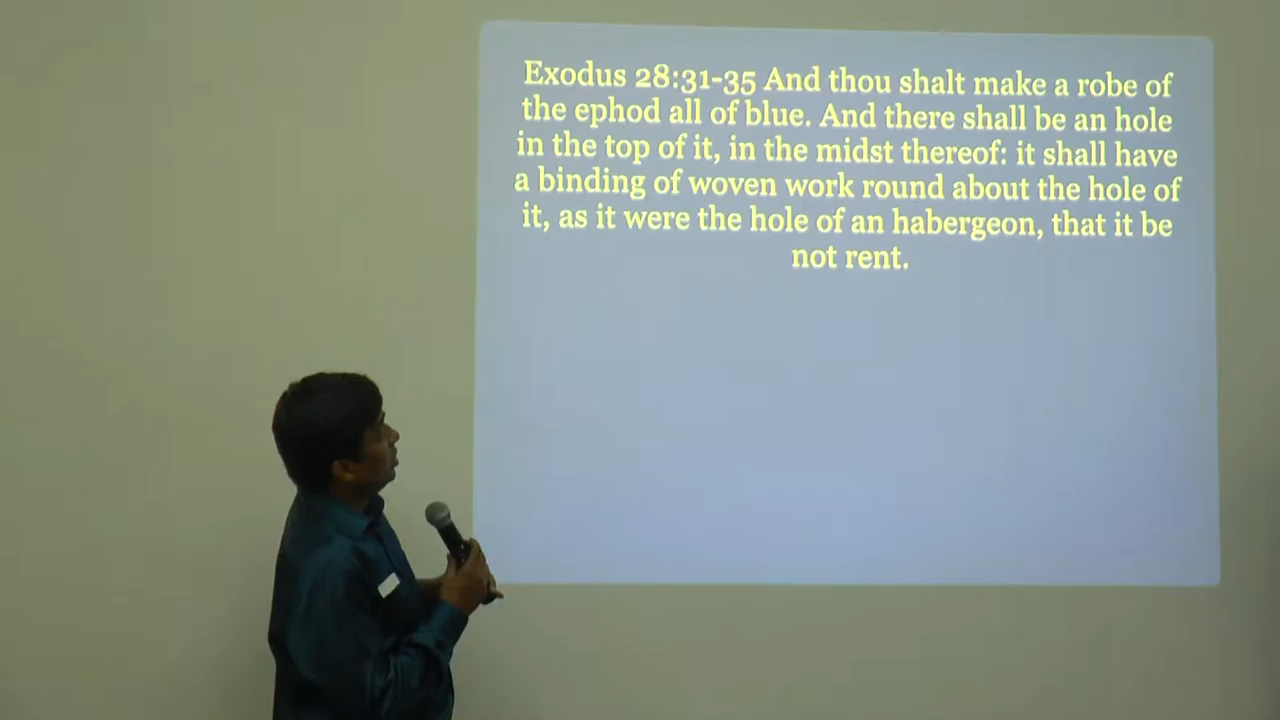 Exodus 28:31-35 And thou shalt make a robe of
the ephod all of blue. And there shall be an hole
in the top of it, in the midst thereof: it shall have
a binding of woven work round about the hole of
it, as it were the hole of an habergeon, that it be
not rent.